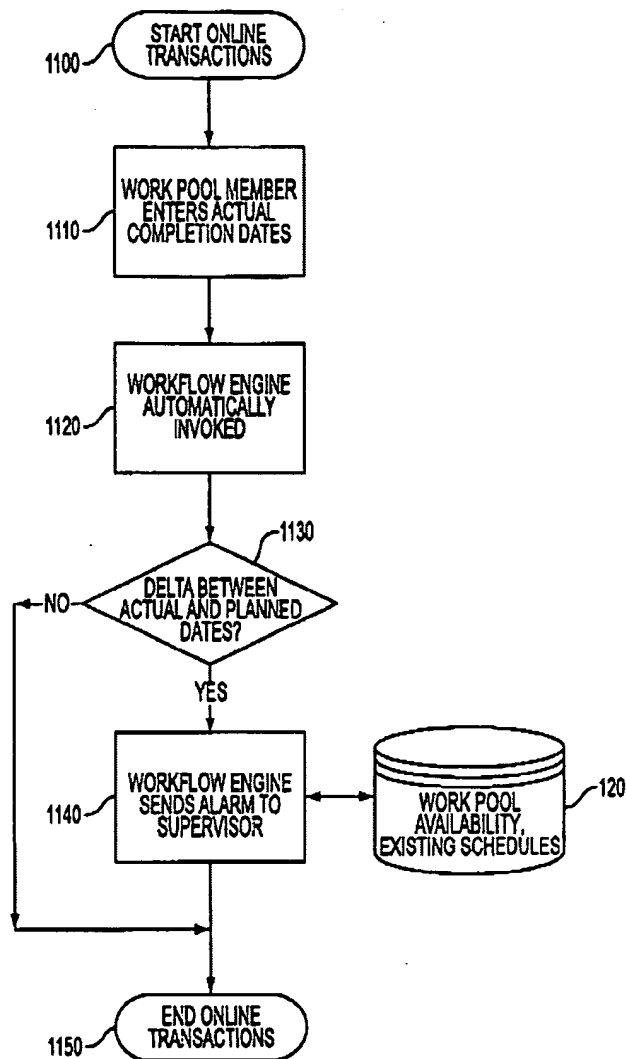 START ONLINE
TRANSACTIONS
1100
WORK POOL MEMBER
ENTERS ACTUAL
COMPLETION DATES
1110
WORKFLOW ENGINE
AUTOMATICALLY
INVOKED
1120
1130
DELTA BETWEEN
ACTUAL AND PLANNED
DATES?
NO
YES
WORKFLOW ENGINE
SENDS ALARM TO
SUPERVISOR
1140
WORK POOL
AVAILABILITY,
EXISTING SCHEDULES
120
END ONLINE
TRANSACTIONS
1150